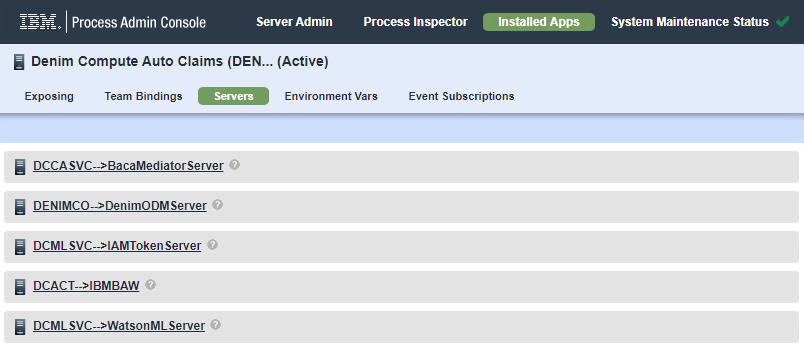 IBM. Process Admin Console Server Admin Process Inspector Installed Apps System Maintenance Status
Denim Compute Auto Claims (DEN... (Active)
Exposing Team Bindings Servers Environment Vars Event Subscriptions
DCCASVC-->BacaMediatorServer ?
DENIMCO-->DenimODMServer ?
DCMLSVC-->IAMTokenServer ?
DCACT-->IBMBAW ?
DCMLSVC-->WatsonMLServer ?